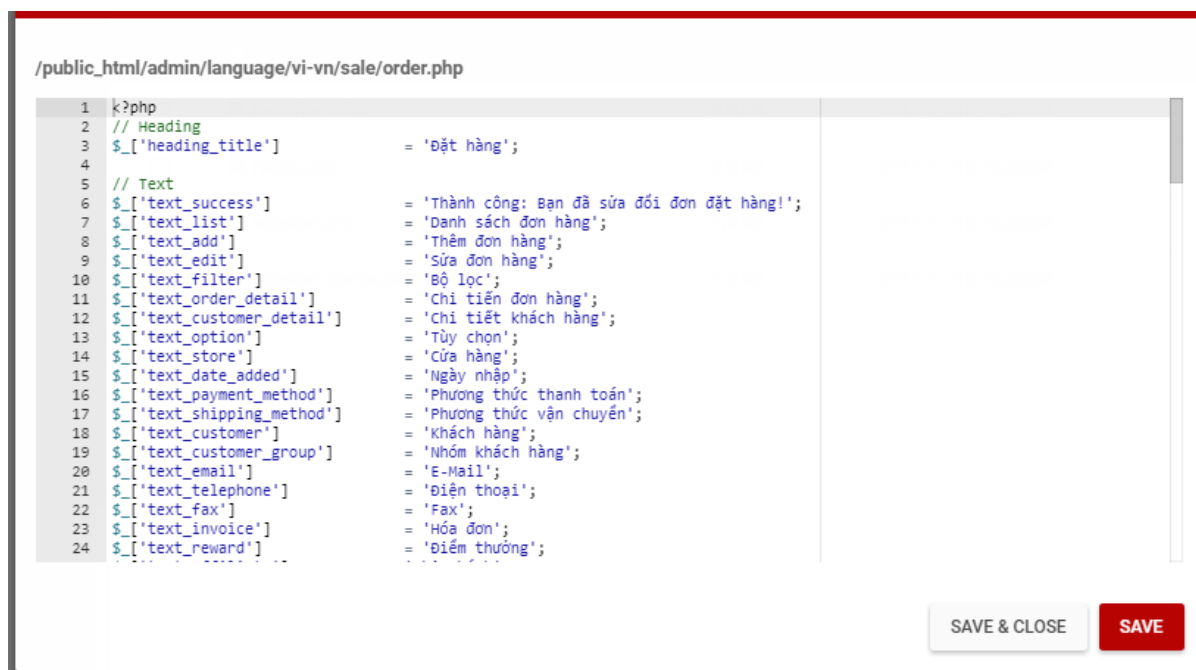 /public_html/admin/language/vi-vn/sale/order.php
1 <?php
2 // Heading
3 $_['heading_title'] = 'Đặt hàng';
4
5 // Text
6 $_['text_success'] = 'Thành công: Bạn đã sửa đổi đơn đặt hàng!';
7 $_['text_list'] = 'Danh sách đơn hàng';
8 $_['text_add'] = 'Thêm đơn hàng';
9 $_['text_edit'] = 'Sửa đơn hàng';
10 $_['text_filter'] = 'Bộ lọc';
11 $_['text_order_detail'] = 'Chi tiến đơn hàng';
12 $_['text_customer_detail'] = 'Chi tiết khách hàng';
13 $_['text_option'] = 'Tùy chọn';
14 $_['text_store'] = 'Cửa hàng';
15 $_['text_date_added'] = 'Ngày nhập';
16 $_['text_payment_method'] = 'Phương thức thanh toán';
17 $_['text_shipping_method'] = 'Phương thức vận chuyển';
18 $_['text_customer'] = 'Khách hàng';
19 $_['text_customer_group'] = 'Nhóm khách hàng';
20 $_['text_email'] = 'E-Mail';
21 $_['text_telephone'] = 'Điện thoại';
22 $_['text_fax'] = 'Fax';
23 $_['text_invoice'] = 'Hóa đơn';
24 $_['text_reward'] = 'Điểm thưởng';
SAVE & CLOSE SAVE